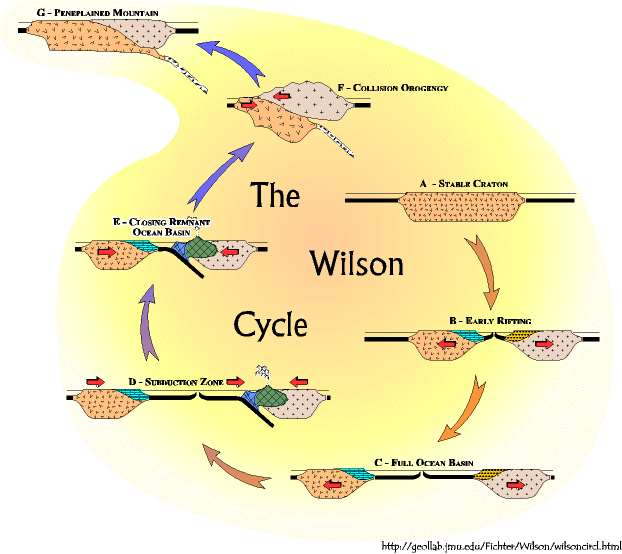 G - Peneplained Mountain
F - Collision Orogency
The
A - Stable Craton
E - Closing Remnant
Ocean Basin
Wilson
Cycle
B - Early Rifting
D - Subduction Zone
C - Full Ocean Basin
http://geollab.jmu.edu/Fichter/Wilson/wilsoncircl.html